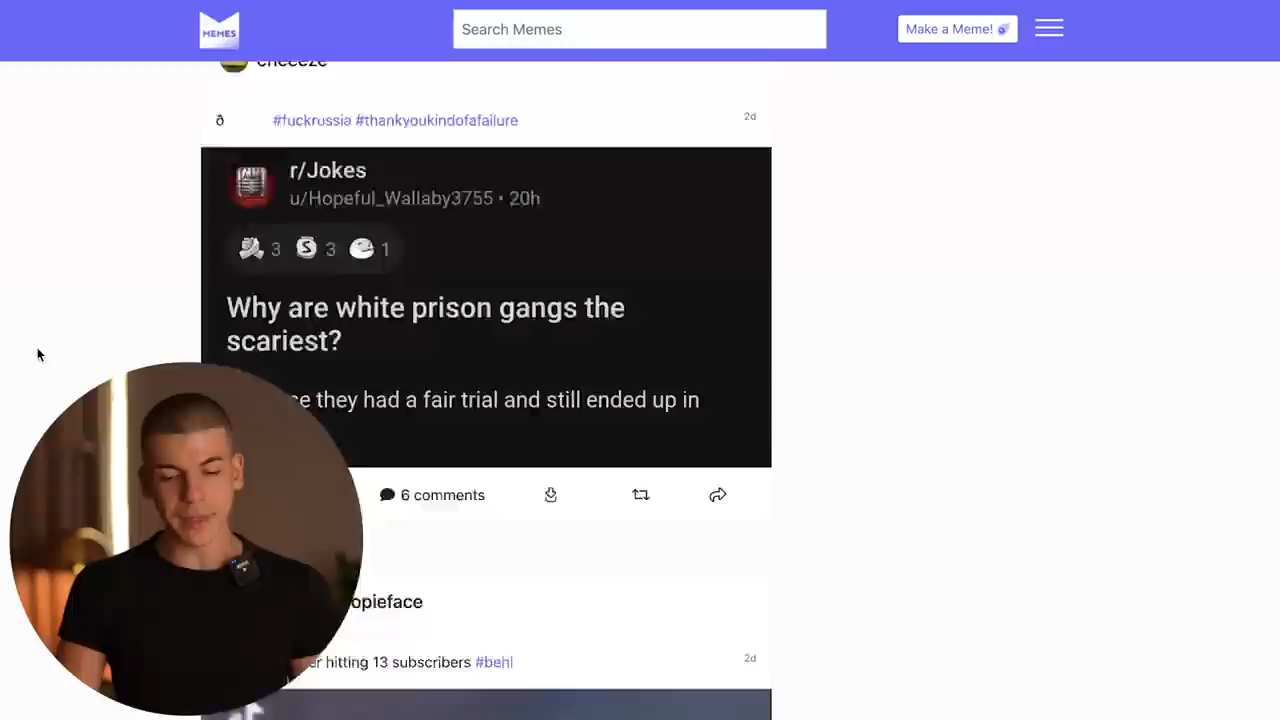 MEMES
Search Memes
Make a Meme!
cheeeze
ð #fuckrussia #thankyoukindofafailure
2d
r/Jokes
u/Hopeful_Wallaby3755 • 20h
3 S 3 1
Why are white prison gangs the
scariest?
they had a fair trial and still ended up in
6 comments
opieface
hitting 13 subscribers #behl
2d